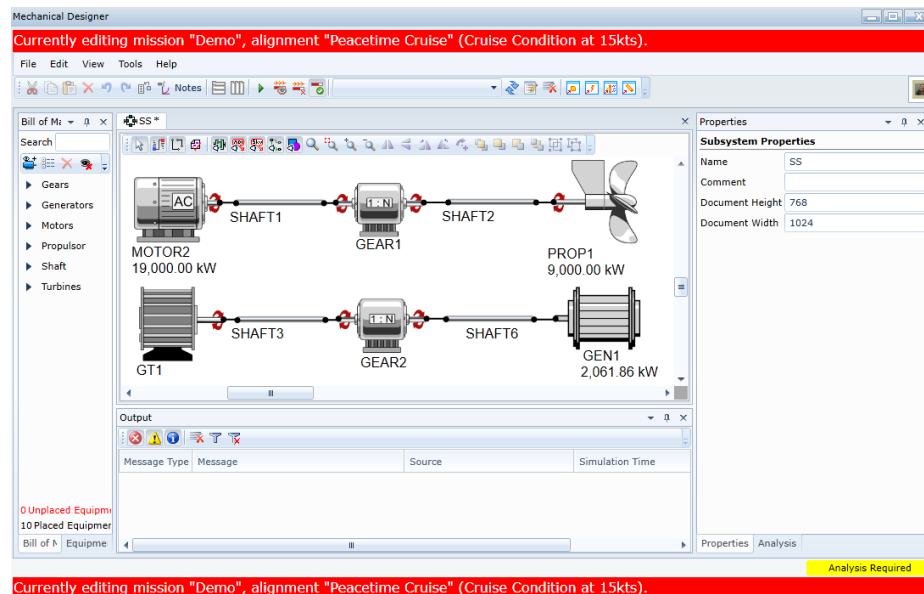 Mechanical Designer
Currently editing mission "Demo", alignment "Peacetime Cruise" (Cruise Condition at 15kts).
File Edit View Tools Help
Notes
Bill of Ma
SS *
Properties
Search
Subsystem Properties
Name SS
Comment
Document Height 768
Document Width 1024
Gears
Generators
Motors
Propulsor
Shaft
Turbines
AC
SHAFT1
1 : N
GEAR1
SHAFT2
MOTOR2
19,000.00 kW
PROP1
9,000.00 kW
SHAFT3
1 : N
GEAR2
SHAFT6
GT1
GEN1
2,061.86 kW
Output
Message Type Message Source Simulation Time
0 Unplaced Equipme
10 Placed Equipmer
Bill of M Equipme
Properties Analysis
Analysis Required
Currently editing mission "Demo", alignment "Peacetime Cruise" (Cruise Condition at 15kts).